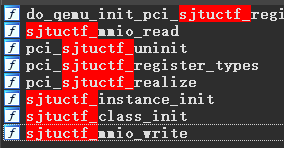 do_qemu_init_pci_sjtuctf_regi
sjtuctf_mmio_read
pci_sjtuctf_uninit
pci_sjtuctf_register_types
pci_sjtuctf_realize
sjtuctf_instance_init
sjtuctf_class_init
sjtuctf_mmio_write